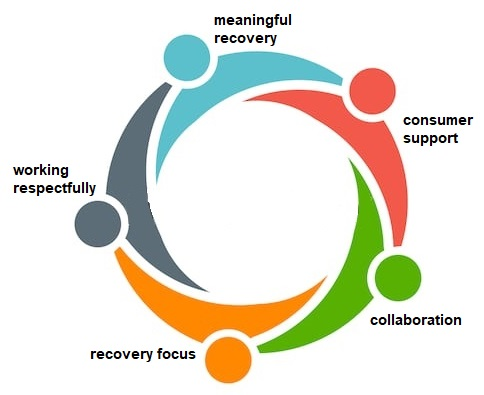 meaningful
recovery
consumer
support
working
respectfully
collaboration
recovery focus